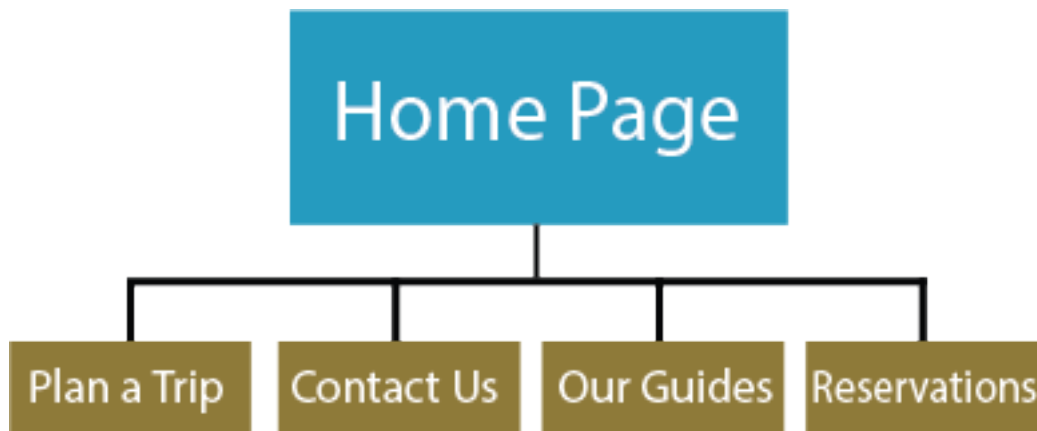 Home Page
Plan a Trip
Contact Us
Our Guides
Reservations